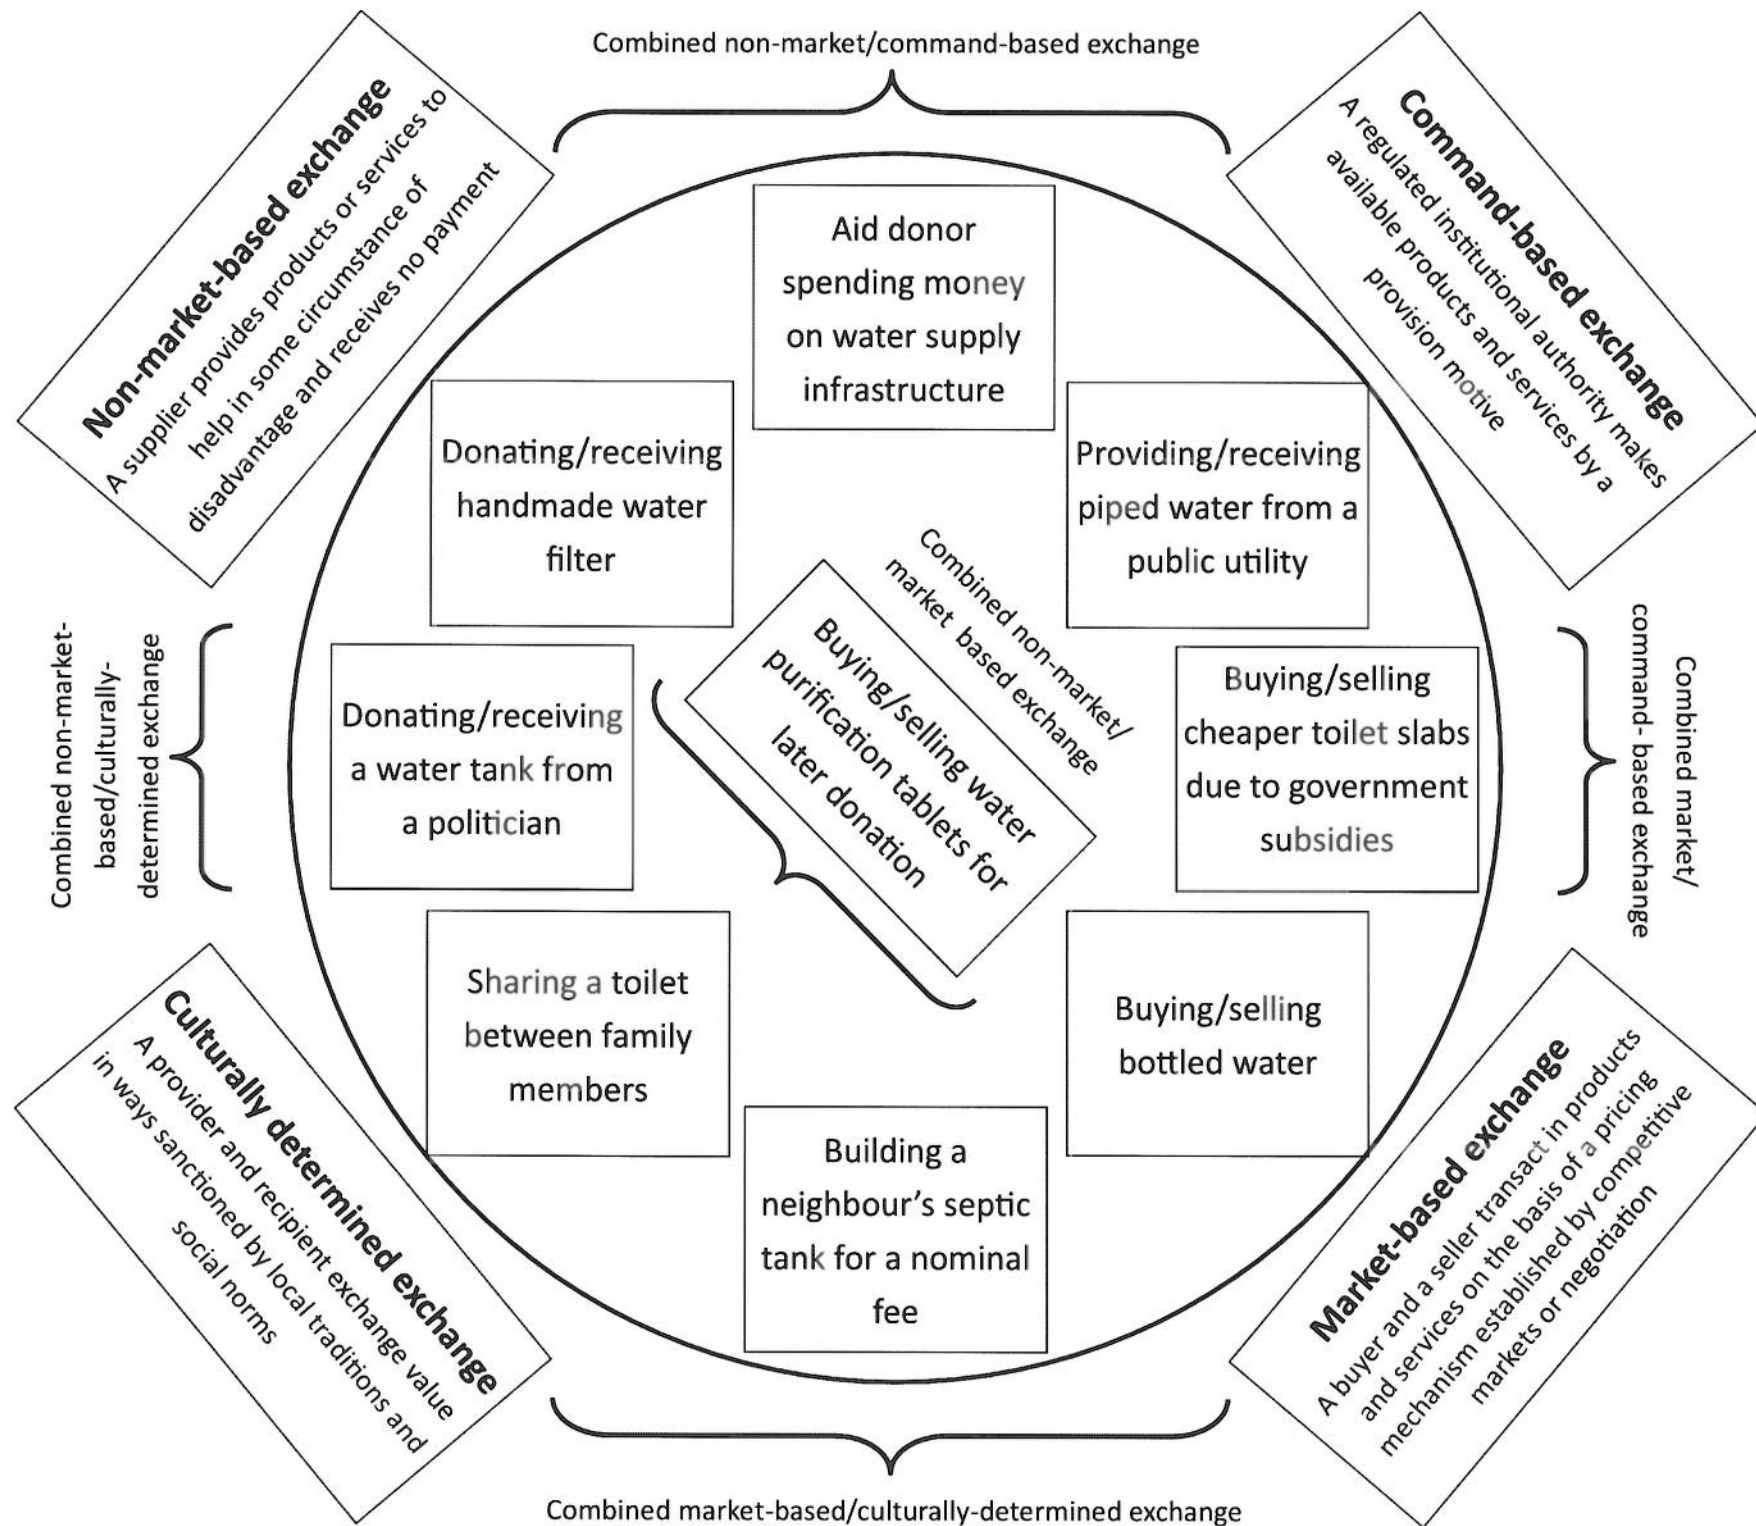 Combined non-market/command-based exchange
Non-market-based exchange
A supplier provides products or services to
help in some circumstance of
disadvantage and receives no payment
Command-based exchange
A regulated institutional authority makes
available products and services by a
provision motive
Aid donor
spending money
on water supply
infrastructure
Donating/receiving
handmade water
filter
Providing/receiving
piped water from a
public utility
Combined non-market/
market based exchange
Buying/selling water
purification tablets for
later donation
Combined non-market-
based/culturally-
determined exchange
Donating/receiving
a water tank from
a politician
Buying/selling
cheaper toilet slabs
due to government
subsidies
Combined market/
command- based exchange
Sharing a toilet
between family
members
Buying/selling
bottled water
Building a
neighbour's septic
tank for a nominal
fee
Culturally determined exchange
A provider and recipient exchange value
in ways sanctioned by local traditions and
social norms
Market-based exchange
A buyer and a seller transact in products
and services on the basis of a pricing
mechanism established by competitive
markets or negotiation
Combined market-based/culturally-determined exchange